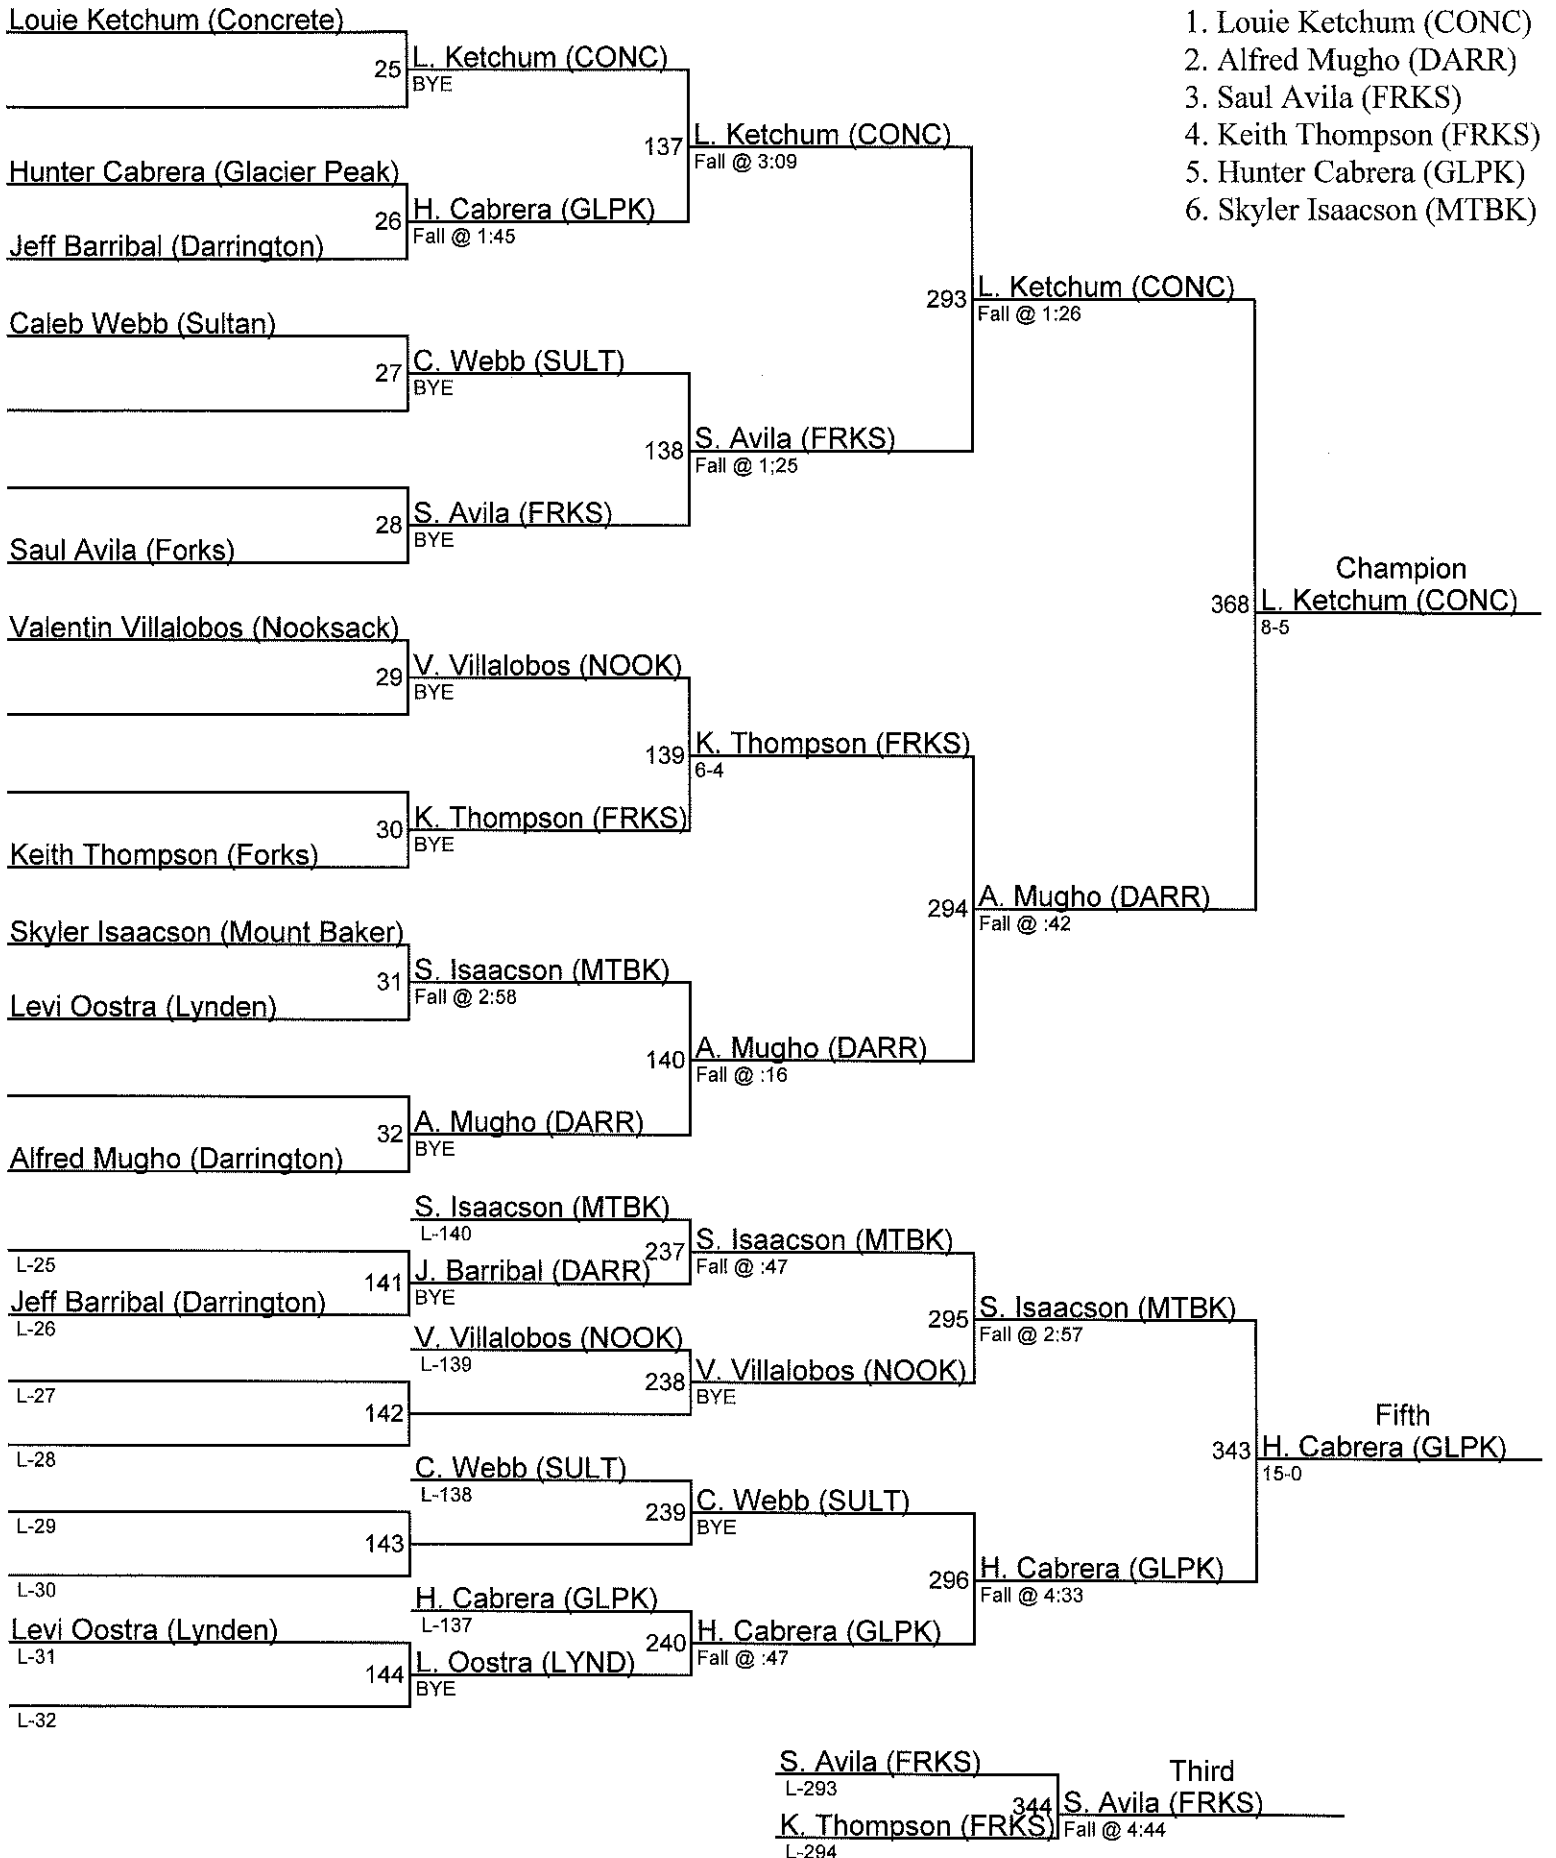 Louie Ketchum (Concrete)
25
L. Ketchum (CONC)
BYE
Hunter Cabrera (Glacier Peak)
Jeff Barribal (Darrington)
26
H. Cabrera (GLPK)
Fall @ 1:45
137
L. Ketchum (CONC)
Fall @ 3:09
Caleb Webb (Sultan)
27
C. Webb (SULT)
BYE
28
S. Avila (FRKS)
BYE
Saul Avila (Forks)
138
S. Avila (FRKS)
Fall @ 1;25
293
L. Ketchum (CONC)
Fall @ 1:26
Valentin Villalobos (Nooksack)
29
V. Villalobos (NOOK)
BYE
30
K. Thompson (FRKS)
BYE
Keith Thompson (Forks)
139
K. Thompson (FRKS)
6-4
Skyler Isaacson (Mount Baker)
Levi Oostra (Lynden)
31
S. Isaacson (MTBK)
Fall @ 2:58
32
A. Mugho (DARR)
BYE
Alfred Mugho (Darrington)
140
A. Mugho (DARR)
Fall @ :16
294
A. Mugho (DARR)
Fall @ :42
Champion
368
L. Ketchum (CONC)
8-5
1. Louie Ketchum (CONC)
2. Alfred Mugho (DARR)
3. Saul Avila (FRKS)
4. Keith Thompson (FRKS)
5. Hunter Cabrera (GLPK)
6. Skyler Isaacson (MTBK)
S. Isaacson (MTBK)
L-140
L-25
Jeff Barribal (Darrington)
L-26
141
J. Barribal (DARR)
BYE
237
S. Isaacson (MTBK)
Fall @ :47
V. Villalobos (NOOK)
L-139
L-27
142
L-28
238
V. Villalobos (NOOK)
BYE
295
S. Isaacson (MTBK)
Fall @ 2:57
C. Webb (SULT)
L-138
L-29
143
L-30
239
C. Webb (SULT)
BYE
H. Cabrera (GLPK)
L-137
Levi Oostra (Lynden)
L-31
144
L. Oostra (LYND)
BYE
L-32
240
H. Cabrera (GLPK)
Fall @ :47
296
H. Cabrera (GLPK)
Fall @ 4:33
Fifth
343
H. Cabrera (GLPK)
15-0
S. Avila (FRKS)
L-293
K. Thompson (FRKS)
L-294
344
Third
S. Avila (FRKS)
Fall @ 4:44